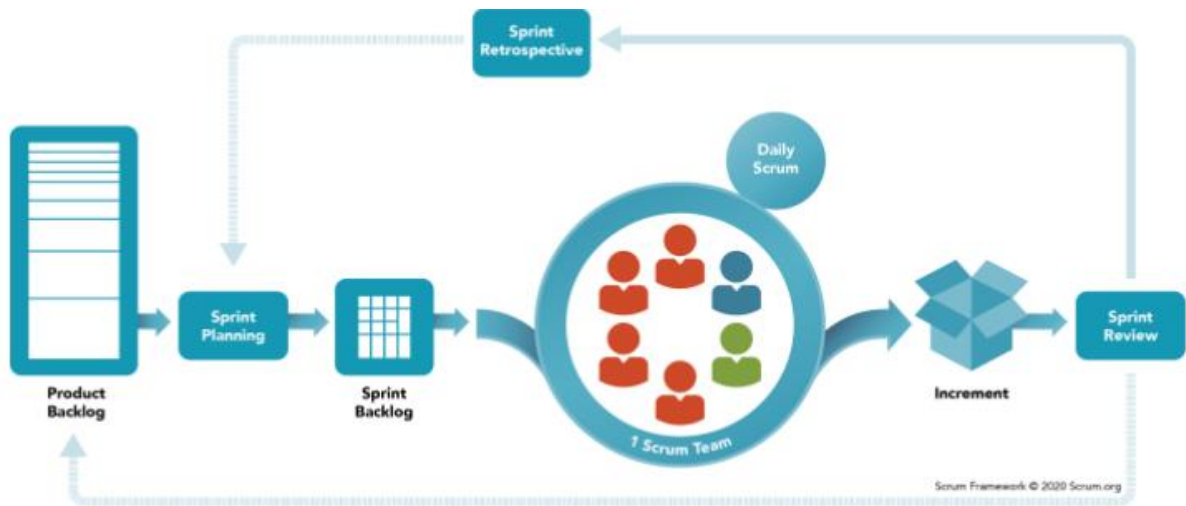 Sprint
Retrospective
Daily
Scrum
Sprint
Planning
Sprint
Review
Product
Backlog
Sprint
Backlog
Increment
1 Scrum Team
Scrum Framework © 2020 Scrum.org